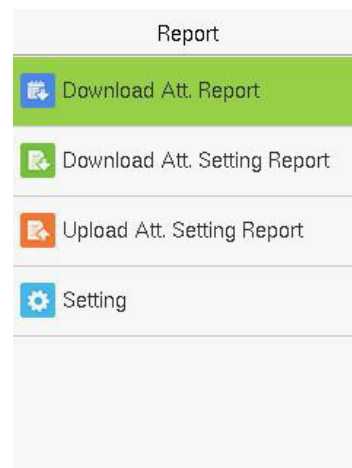 Report
Download Att. Report
Download Att. Setting Report
Upload Att. Setting Report
Setting